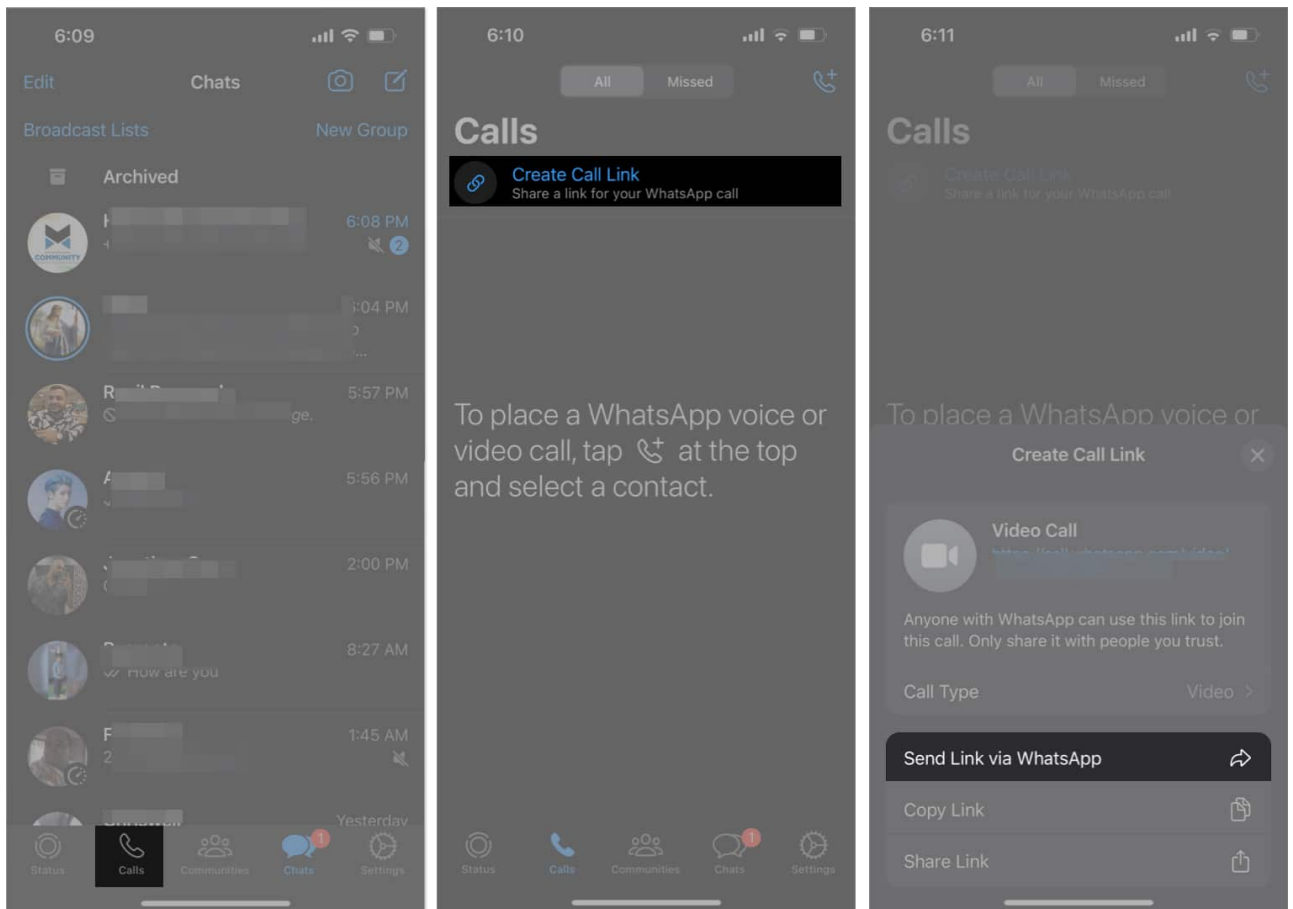 6:09
Edit
Chats
Broadcast Lists
New Group
Archived
COMMUNITY
6:08 PM
2
:04 PM
5:57 PM
ge.
5:56 PM
2:00 PM
8:27 AM
How are you
F
1:45 AM
2
Yesterday
1
Status
Calls
Communities
Chats
Settings
6:10
All
Missed
Calls
Create Call Link
Share a link for your WhatsApp call
To place a WhatsApp voice or
video call, tap at the top
and select a contact.
1
Status
Calls
Communities
Chats
Settings
6:11
All
Missed
Calls
Create Call Link
Share a link for your WhatsApp call
To place a WhatsApp voice or
Create Call Link
Video Call
Anyone with WhatsApp can use this link to join
this call. Only share it with people you trust.
Call Type
Video
Send Link via WhatsApp
Copy Link
Share Link